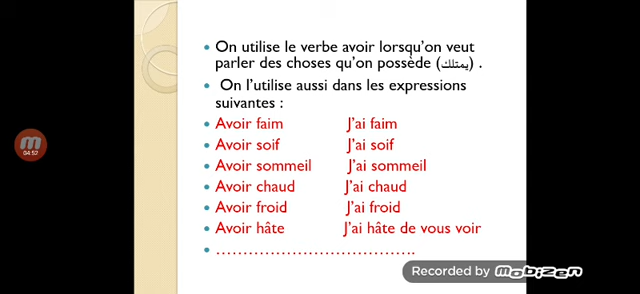 On utilise le verbe avoir lorsqu'on veut
parler des choses qu'on possède (يمتلك) .
On l'utilise aussi dans les expressions
suivantes :
Avoir faim J'ai faim
Avoir soif J'ai soif
Avoir sommeil J'ai sommeil
Avoir chaud J'ai chaud
Avoir froid J'ai froid
Avoir hâte J'ai hâte de vous voir
……………………………….
04:52
Recorded by mobizen